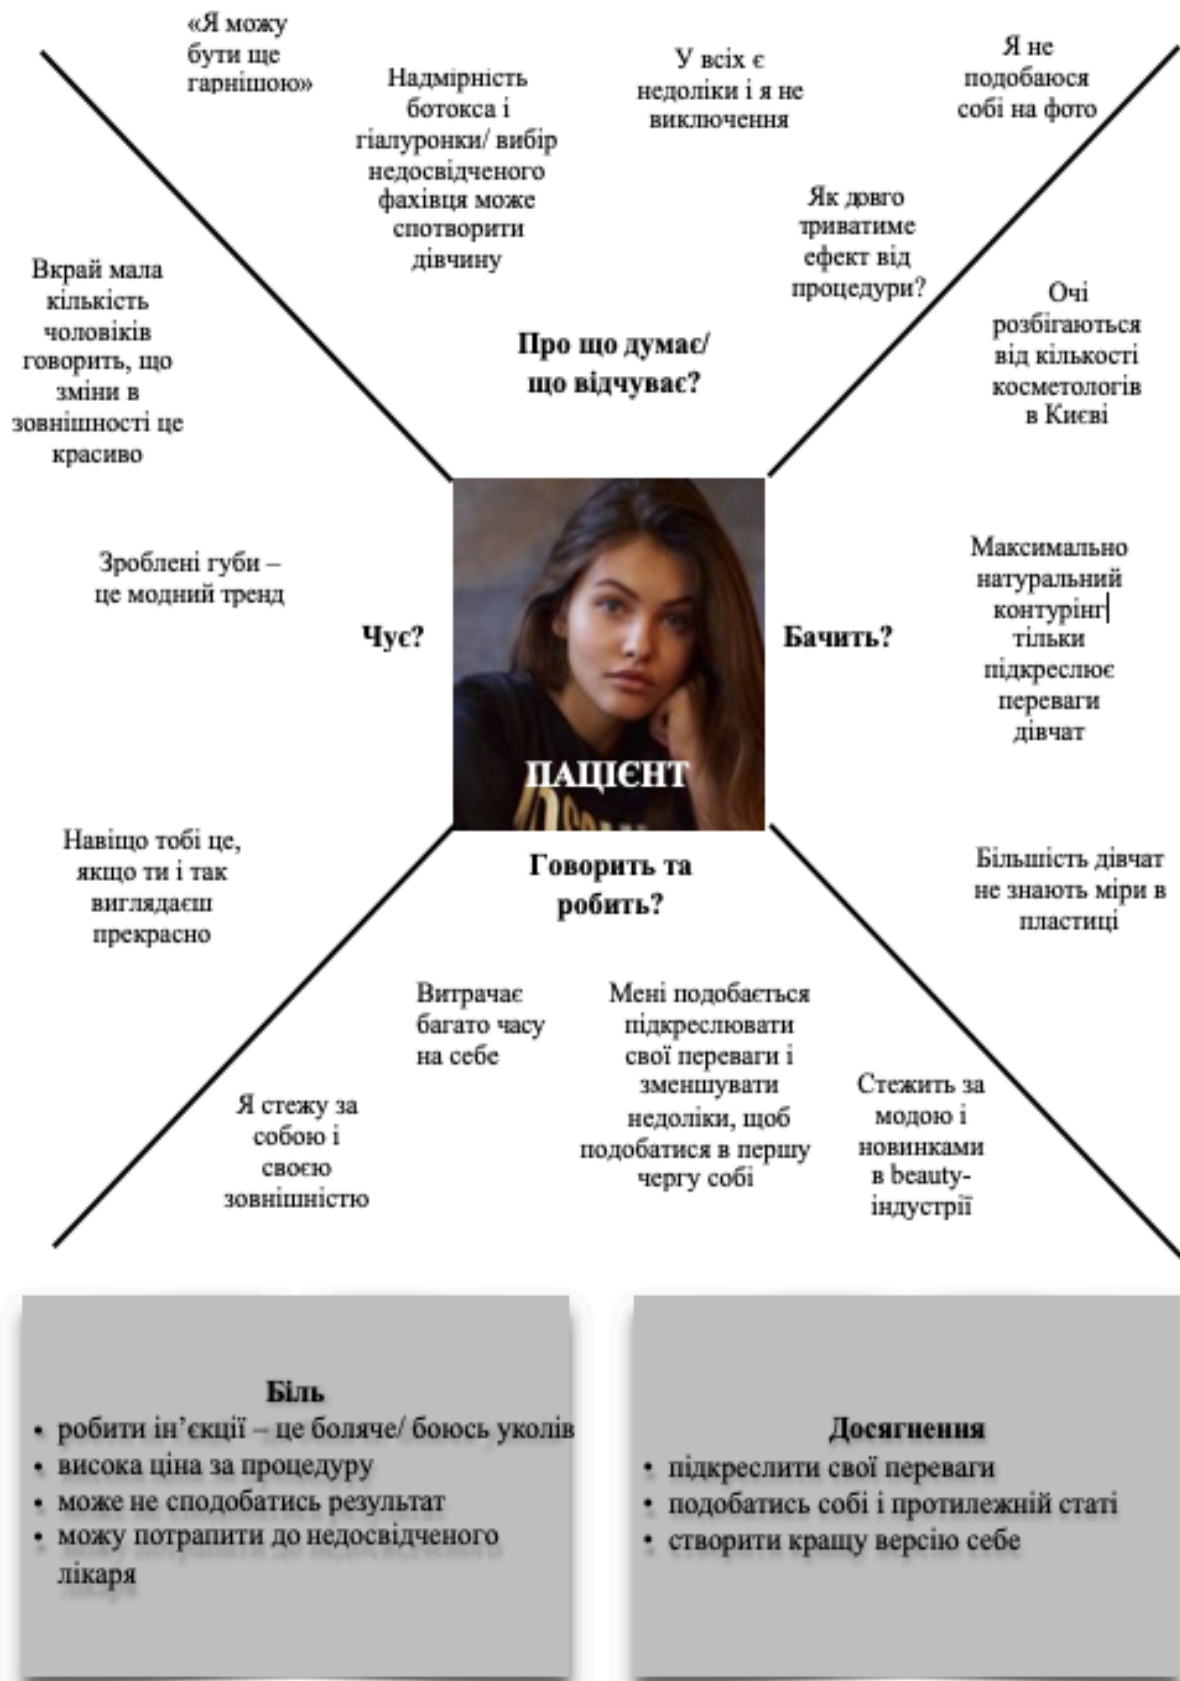 «Я можу
бути ще
гарнішою»
Надмірність
ботокса і
гіалуронки/ вибір
недосвідченого
фахівця може
спотворити
дівчину
У всіх є
недоліки і я не
виключення
Як довго
триватиме
ефект від
процедури?
Я не
подобаюся
собі на фото
Про що думає/
що відчуває?
Вкрай мала
кількість
чоловіків
говорить, що
зміни в
зовнішності це
красиво
Зроблені губи –
це модний тренд
Навіщо тобі це,
якщо ти і так
виглядаєш
прекрасно
Чує?
ПАЦІЄНТ
Бачить?
Очі
розбігаються
від кількості
косметологів
в Києві
Максимально
натуральний
контурінг
тільки
підкреслює
переваги
дівчат
Більшість дівчат
не знають міри в
пластиці
Говорить та
робить?
Я стежу за
собою і
своєю
зовнішністю
Витрачає
багато часу
на себе
Мені подобається
підкреслювати
свої переваги і
зменшувати
недоліки, щоб
подобатися в першу
чергу собі
Стежить за
модою і
новинками
в beauty-
індустрії
Біль
• робити ін’єкції – це боляче/ боюсь уколів
• висока ціна за процедуру
• може не сподобатись результат
• можу потрапити до недосвідченого
лікаря
Досягнення
• підкреслити свої переваги
• подобатись собі і протилежній статі
• створити кращу версію себе